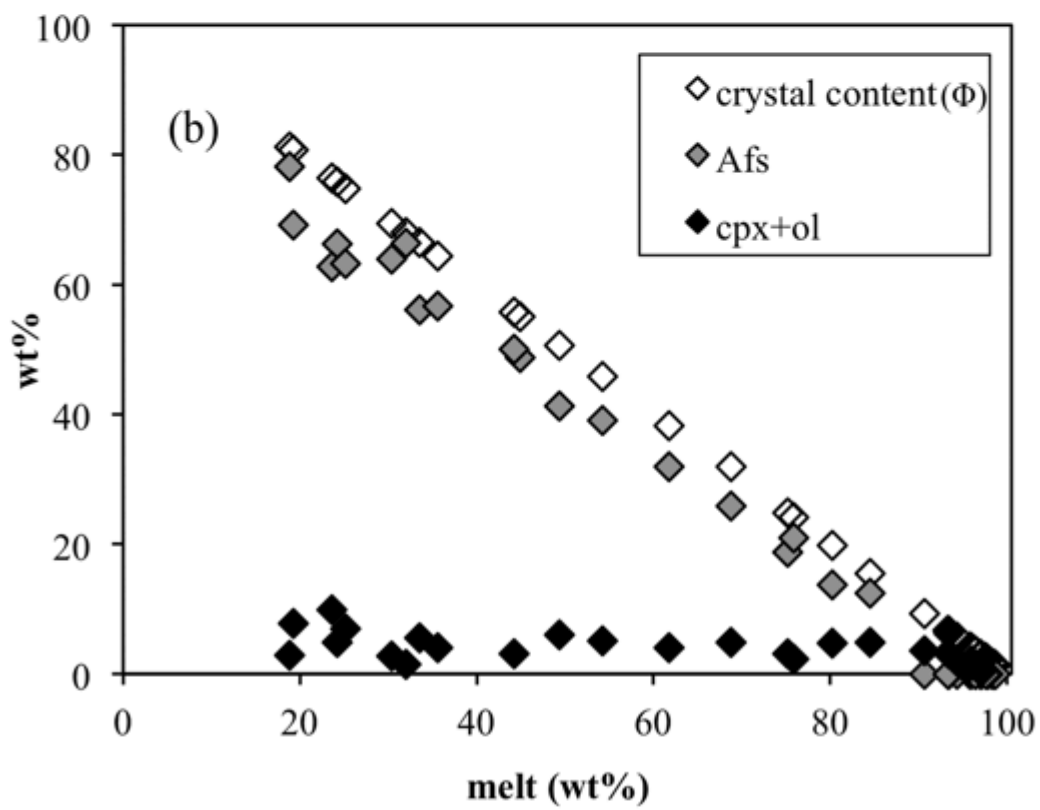 100
80
60
40
20
0
wt%
(b)
crystal content(Φ)
Afs
cpx+ol
0 20 40 60 80 100
melt (wt%)